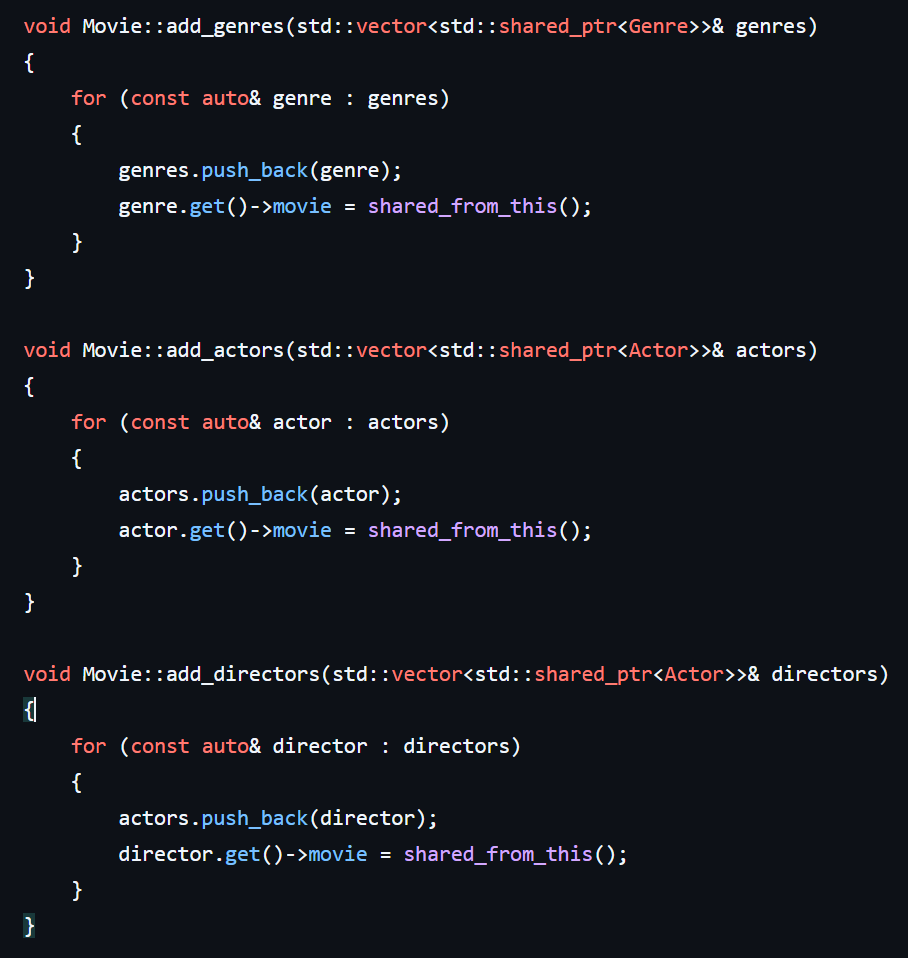 void Movie::add_genres(std::vector<std::shared_ptr<Genre>>& genres)
{
    for (const auto& genre : genres)
    {
        genres.push_back(genre);
        genre.get()->movie = shared_from_this();
    }
}

void Movie::add_actors(std::vector<std::shared_ptr<Actor>>& actors)
{
    for (const auto& actor : actors)
    {
        actors.push_back(actor);
        actor.get()->movie = shared_from_this();
    }
}

void Movie::add_directors(std::vector<std::shared_ptr<Actor>>& directors)
{
    for (const auto& director : directors)
    {
        actors.push_back(director);
        director.get()->movie = shared_from_this();
    }
}